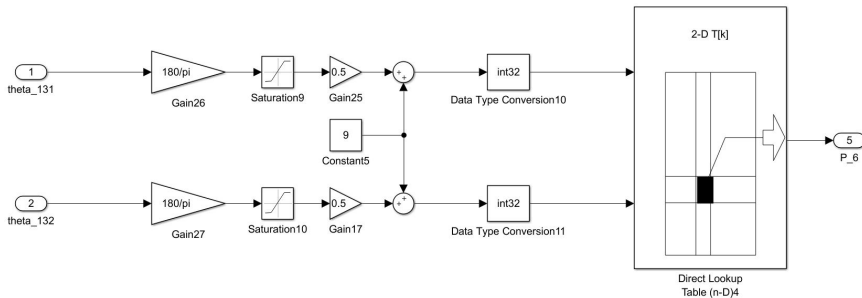 2-D T[k]
1
theta_131
180/pi
Gain26
Saturation9
0.5
Gain25
+
+
int32
Data Type Conversion10
9
Constant5
5
P_6
2
theta_132
180/pi
Gain27
Saturation10
0.5
Gain17
+
+
int32
Data Type Conversion11
Direct Lookup
Table (n-D)4